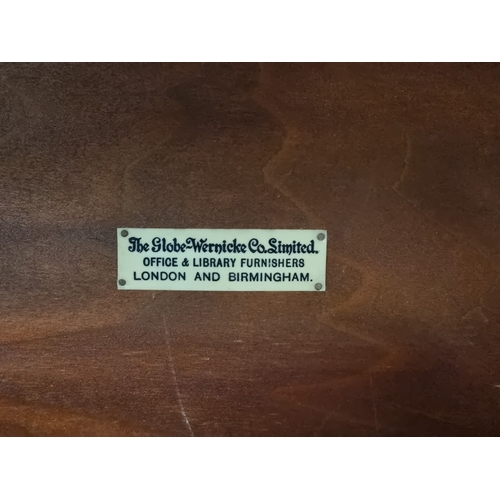 The Globe-Wernicke Co. Limited.
OFFICE & LIBRARY FURNISHERS
LONDON AND BIRMINGHAM.